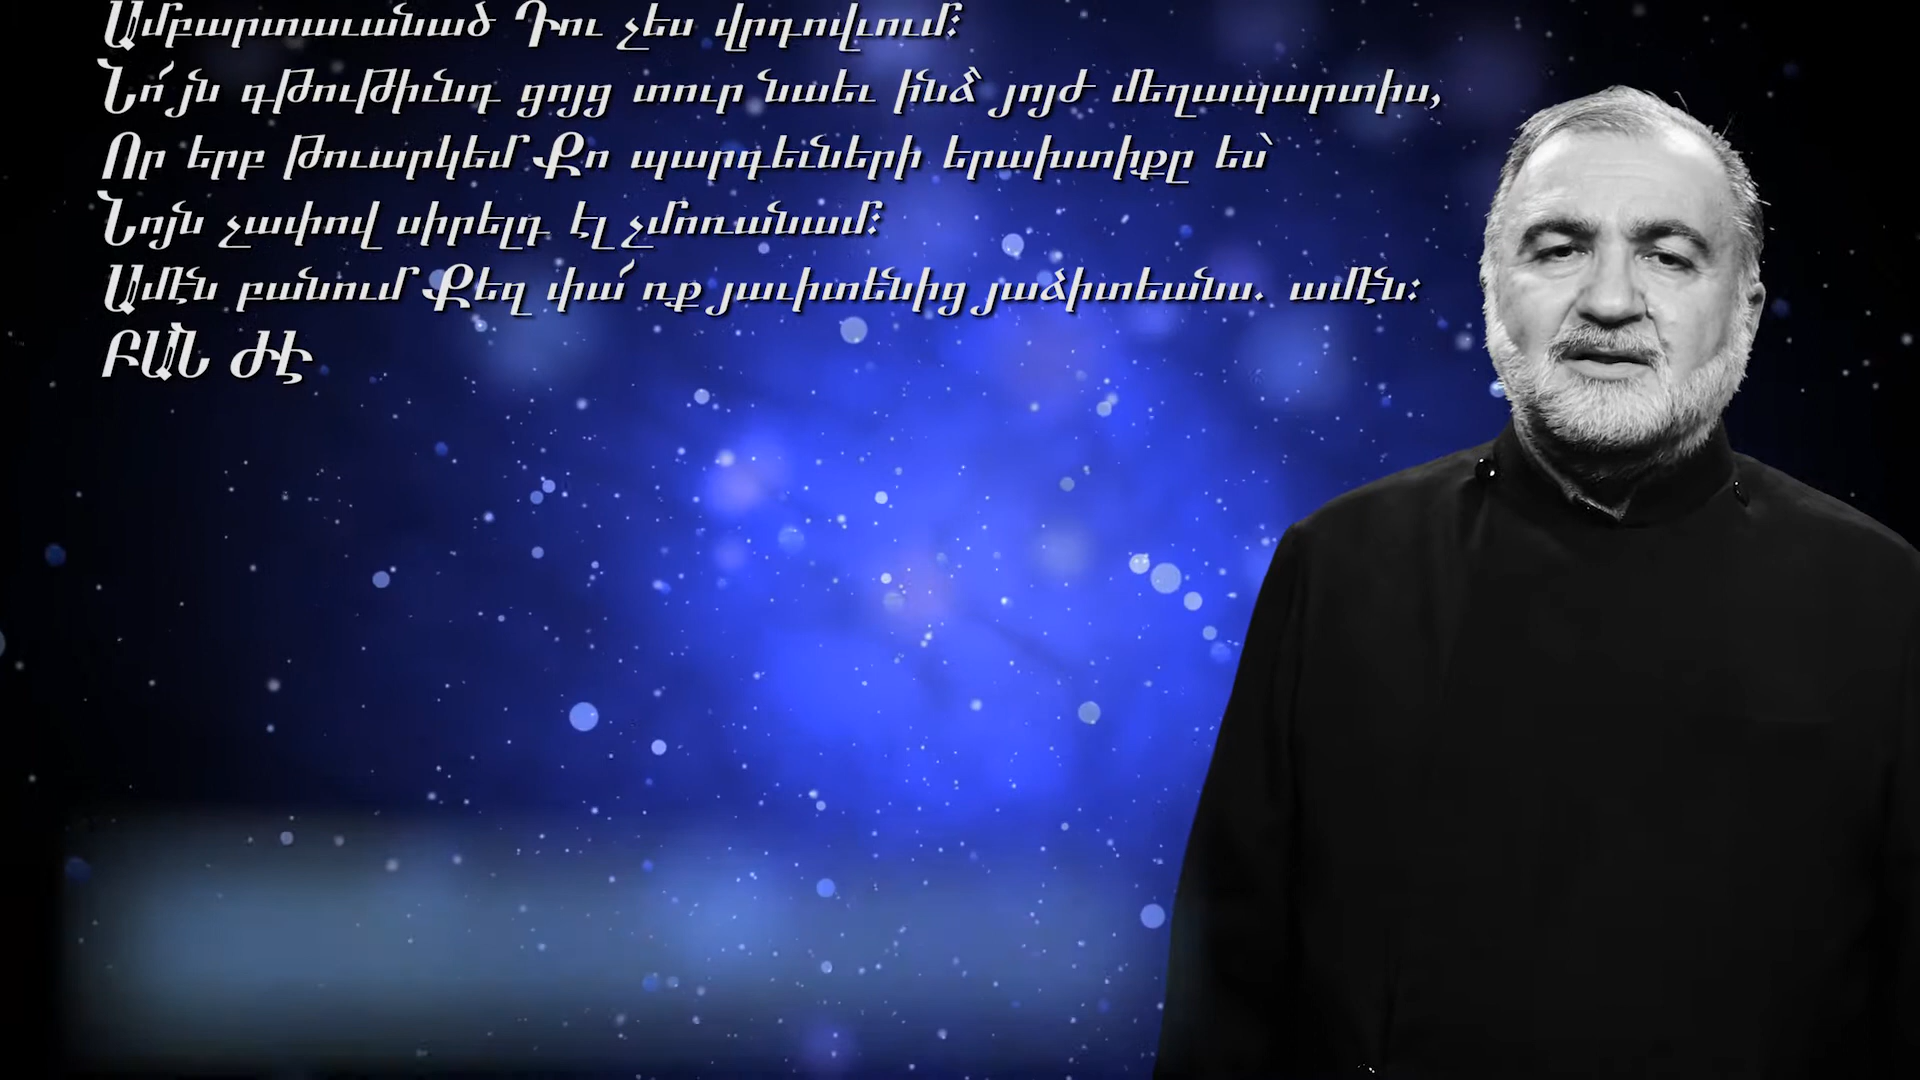 Ամբարտաւանած Դու չես վրդովւում:
Նո՛յն գթութիւնդ ցոյց տուր նաեւ ինձ յոյժ մեղապարտիս,
Որ երբ թուարկեմ Քո պարգեւների երախտիքը ես՝
Նոյն չափով սիրելդ էլ չմոռանամ:
Ամէն բանում Քեզ փա՛ռք յաւիտենից յաւիտեանս. ամէն:
ԲԱՆ ԺԷ